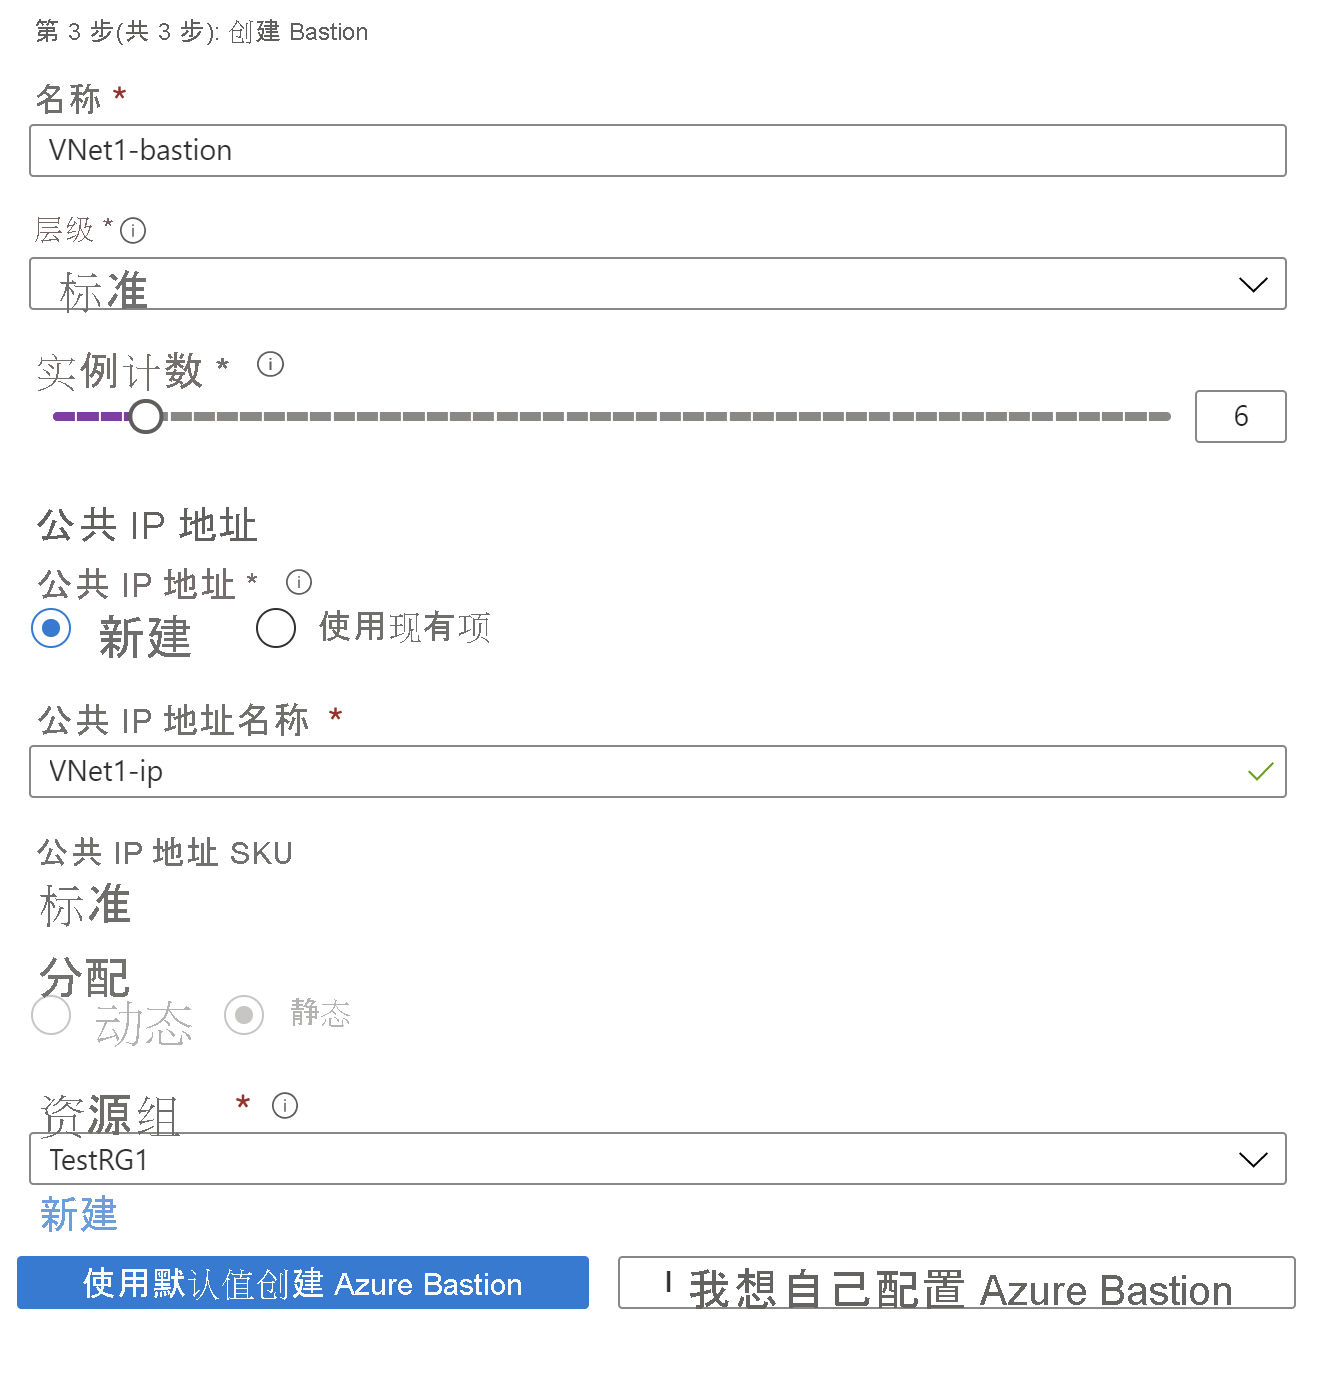 第 3 步(共 3 步): 创建 Bastion
名称 *
VNet1-bastion
层级 *
标准
实例计数 *
6
公共 IP 地址
公共 IP 地址 *
新建 使用现有项
公共 IP 地址名称 *
VNet1-ip
公共 IP 地址 SKU
标准
分配
动态 静态
资源组 *
TestRG1
新建
使用默认值创建 Azure Bastion
我想自己配置 Azure Bastion